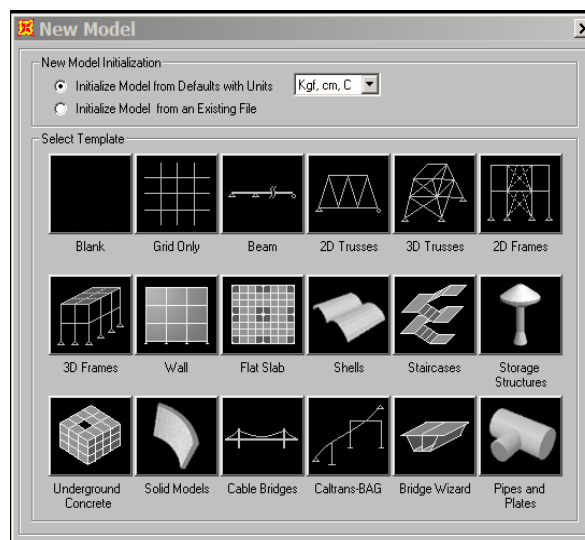 New Model
New Model Initialization
Initialize Model from Defaults with Units
Kgf, cm, C
Initialize Model from an Existing File
Select Template
Blank
Grid Only
Beam
2D Trusses
3D Trusses
2D Frames
3D Frames
Wall
Flat Slab
Shells
Staircases
Storage
Structures
Underground
Concrete
Solid Models
Cable Bridges
Caltrans-BAG
Bridge Wizard
Pipes and
Plates